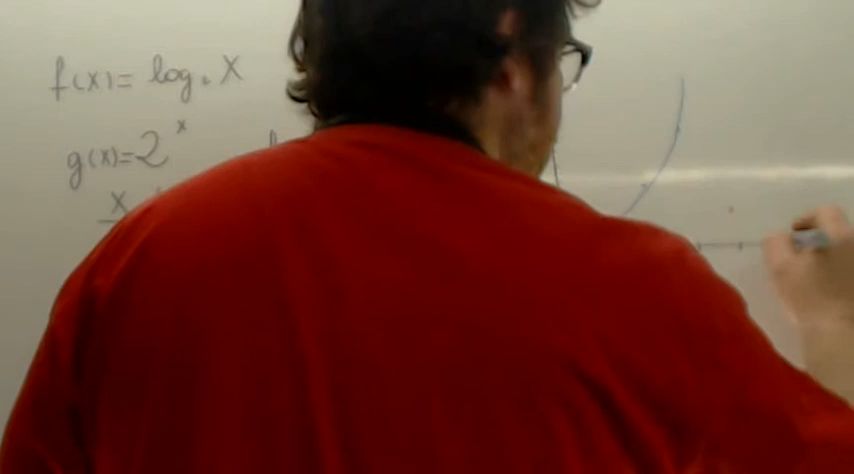 f(x)= log₂ X
g(x)=2ˣ
x